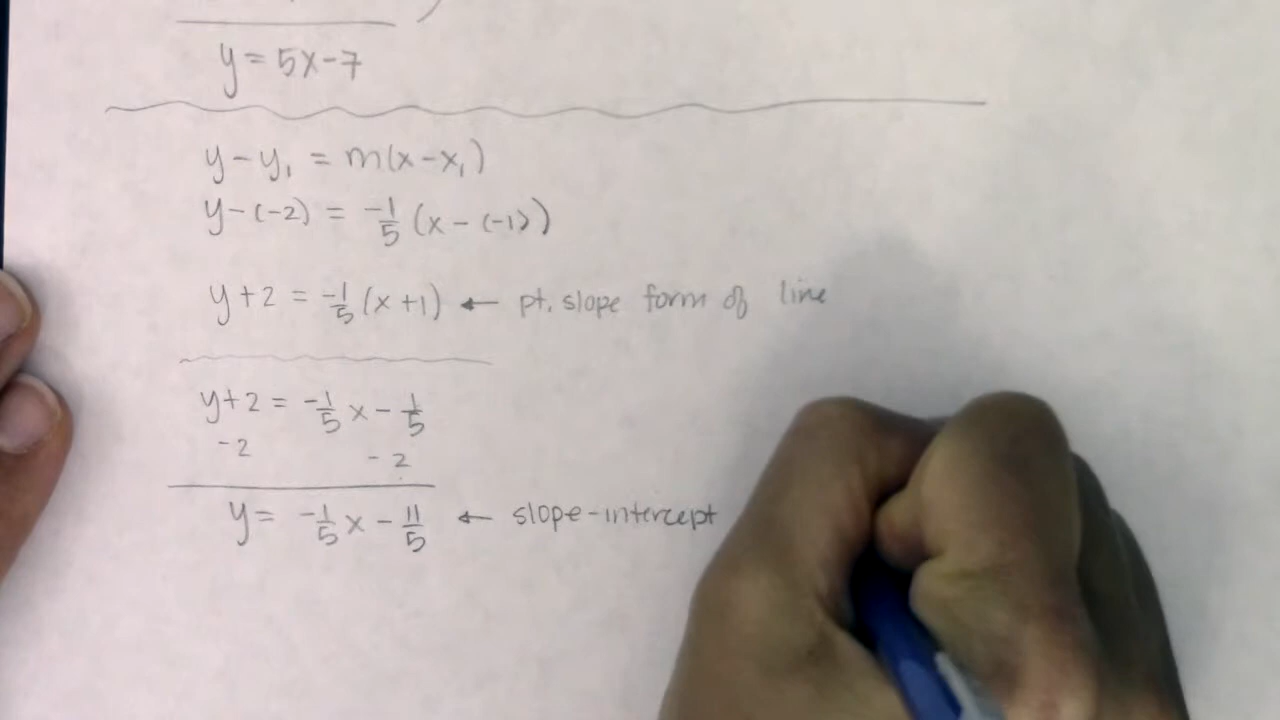 y = 5x - 7
y - y₁ = m(x - x₁)
y - (-2) = -1/5 (x - (-1))
y + 2 = -1/5 (x + 1) ← pt. slope form of line
y + 2 = -1/5 x - 1/5
-2 - 2
y = -1/5 x - 11/5 ← slope-intercept